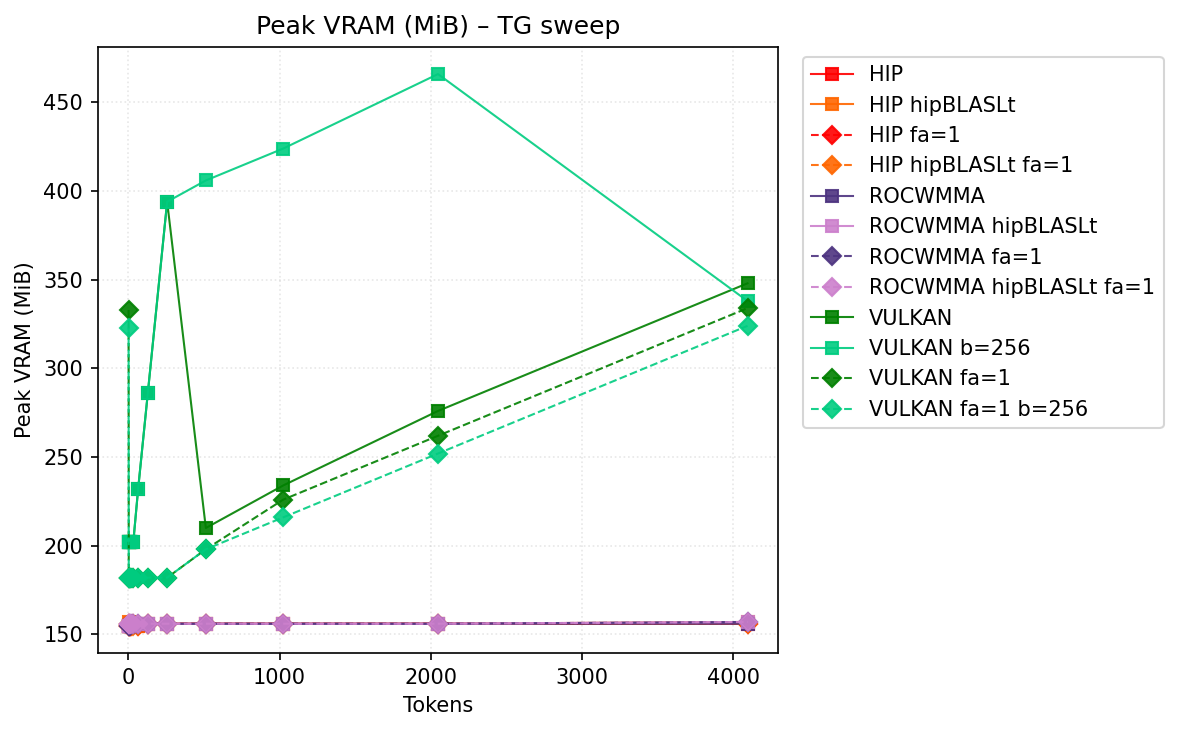 Peak VRAM (MiB) – TG sweep
Peak VRAM (MiB)
450
400
350
300
250
200
150
0 1000 2000 3000 4000
Tokens
HIP
HIP hipBLASLt
HIP fa=1
HIP hipBLASLt fa=1
ROCWMMA
ROCWMMA hipBLASLt
ROCWMMA fa=1
ROCWMMA hipBLASLt fa=1
VULKAN
VULKAN b=256
VULKAN fa=1
VULKAN fa=1 b=256